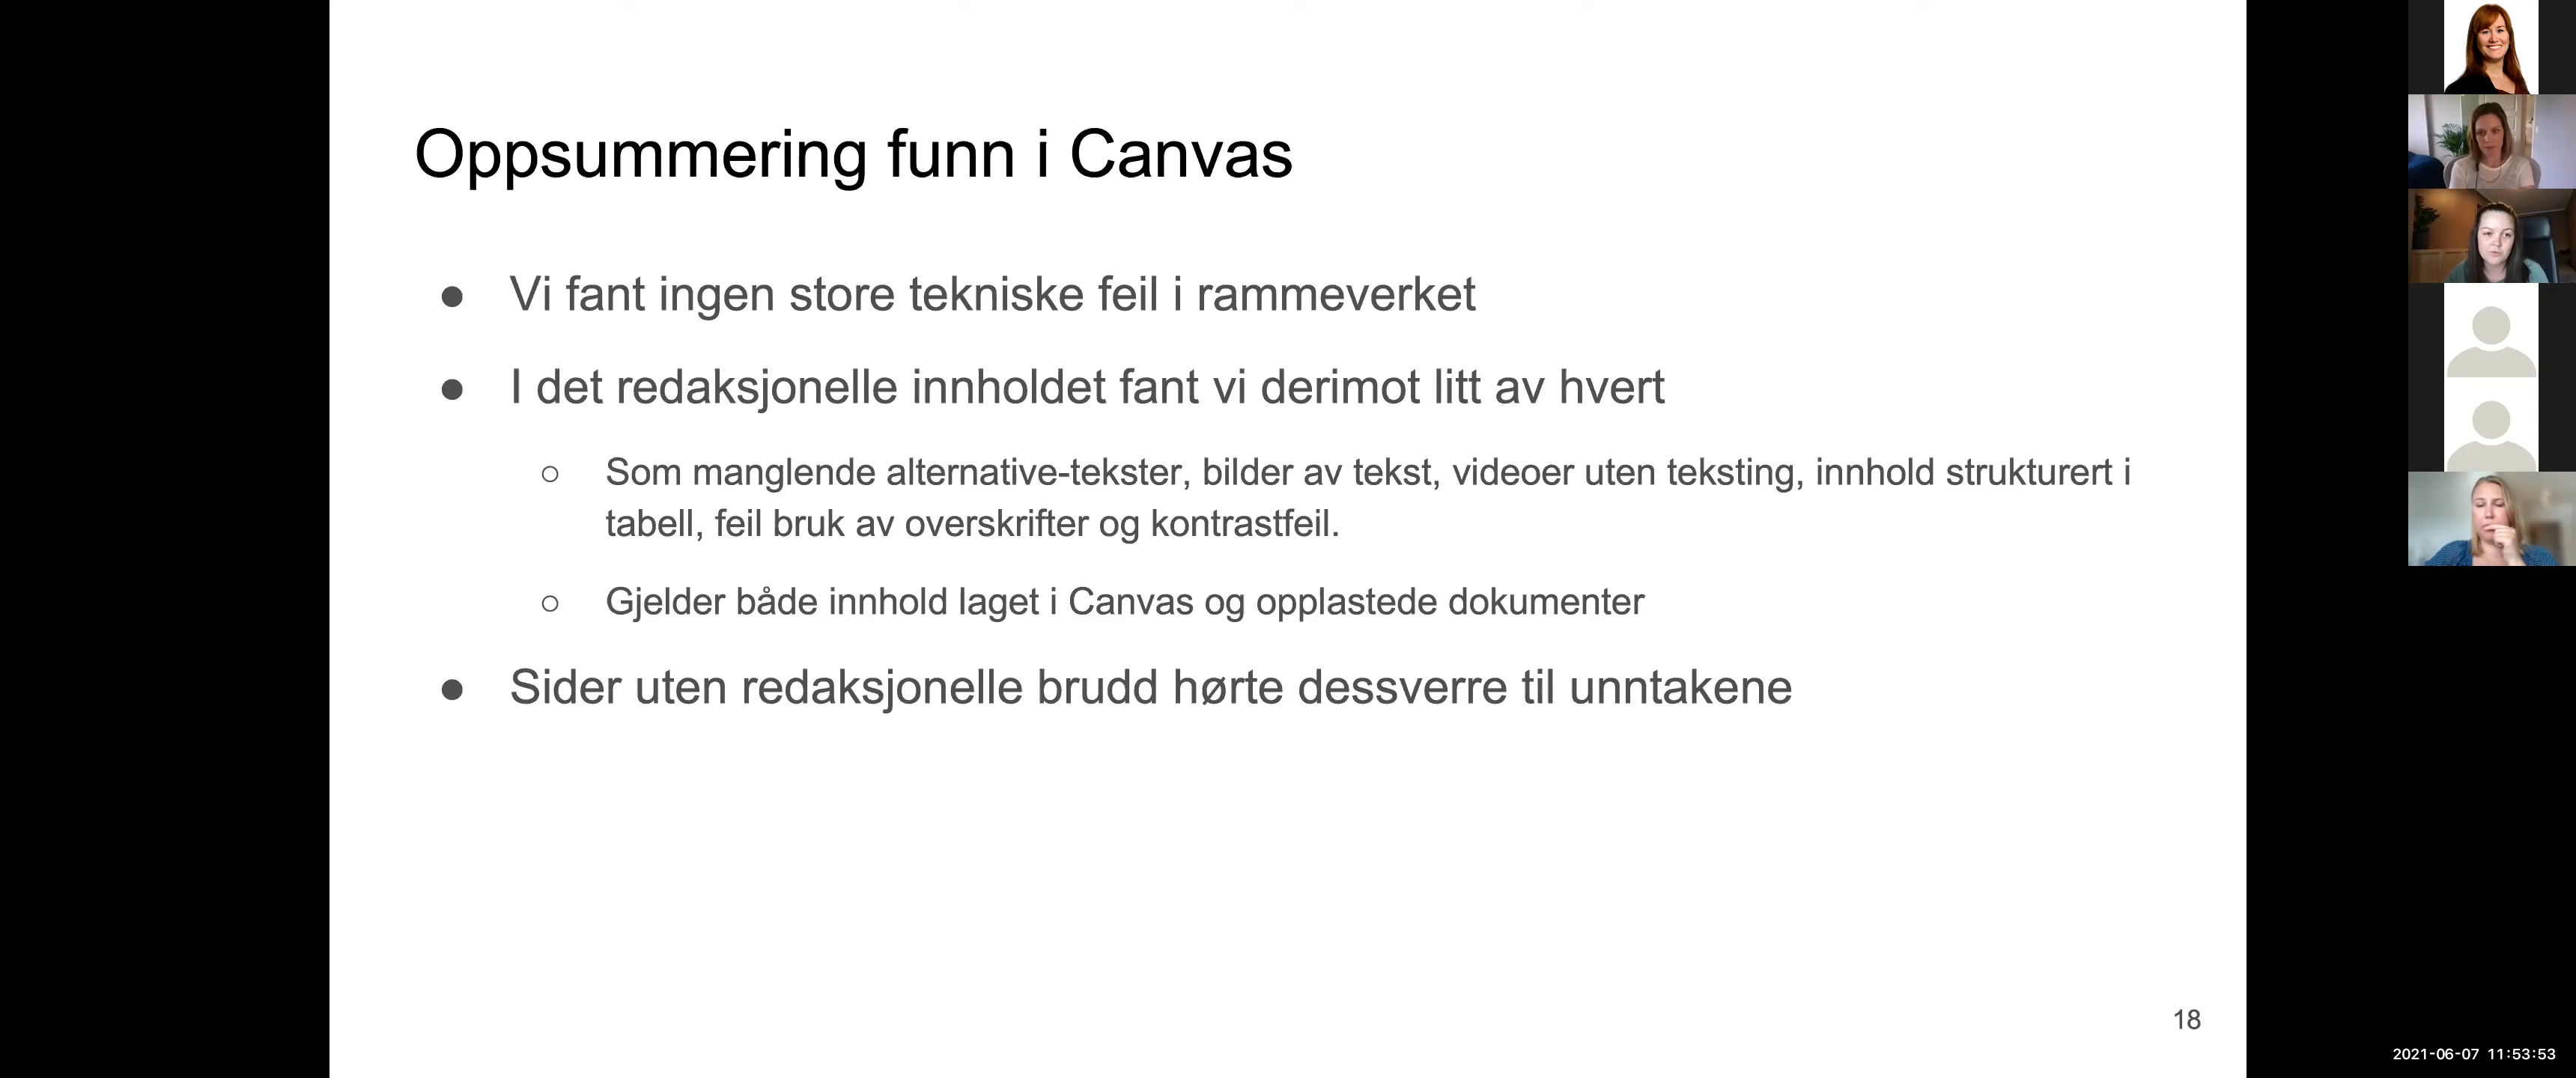 Oppsummering funn i Canvas
● Vi fant ingen store tekniske feil i rammeverket
● I det redaksjonelle innholdet fant vi derimot litt av hvert
○ Som manglende alternative-tekster, bilder av tekst, videoer uten teksting, innhold strukturert i
tabell, feil bruk av overskrifter og kontrastfeil.
○ Gjelder både innhold laget i Canvas og opplastede dokumenter
● Sider uten redaksjonelle brudd hørte dessverre til unntakene
18
2021-06-07 11:53:53